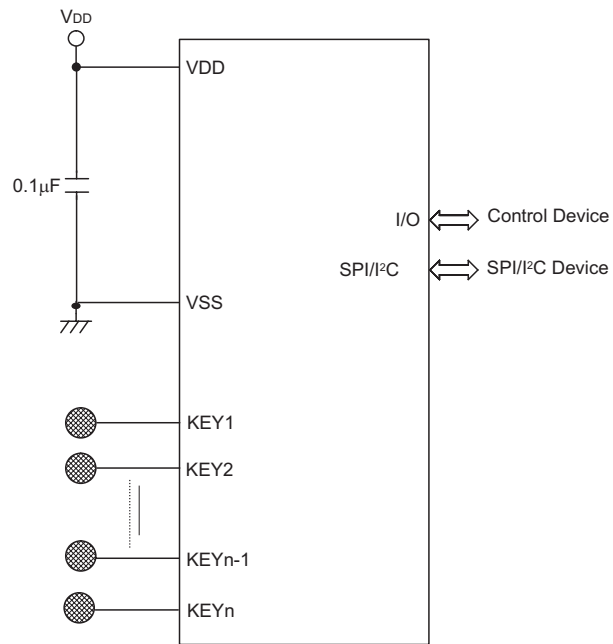 VDD
VDD
0.1μF
I/O
Control Device
SPI/I²C
SPI/I²C Device
VSS
KEY1
KEY2
KEYn-1
KEYn